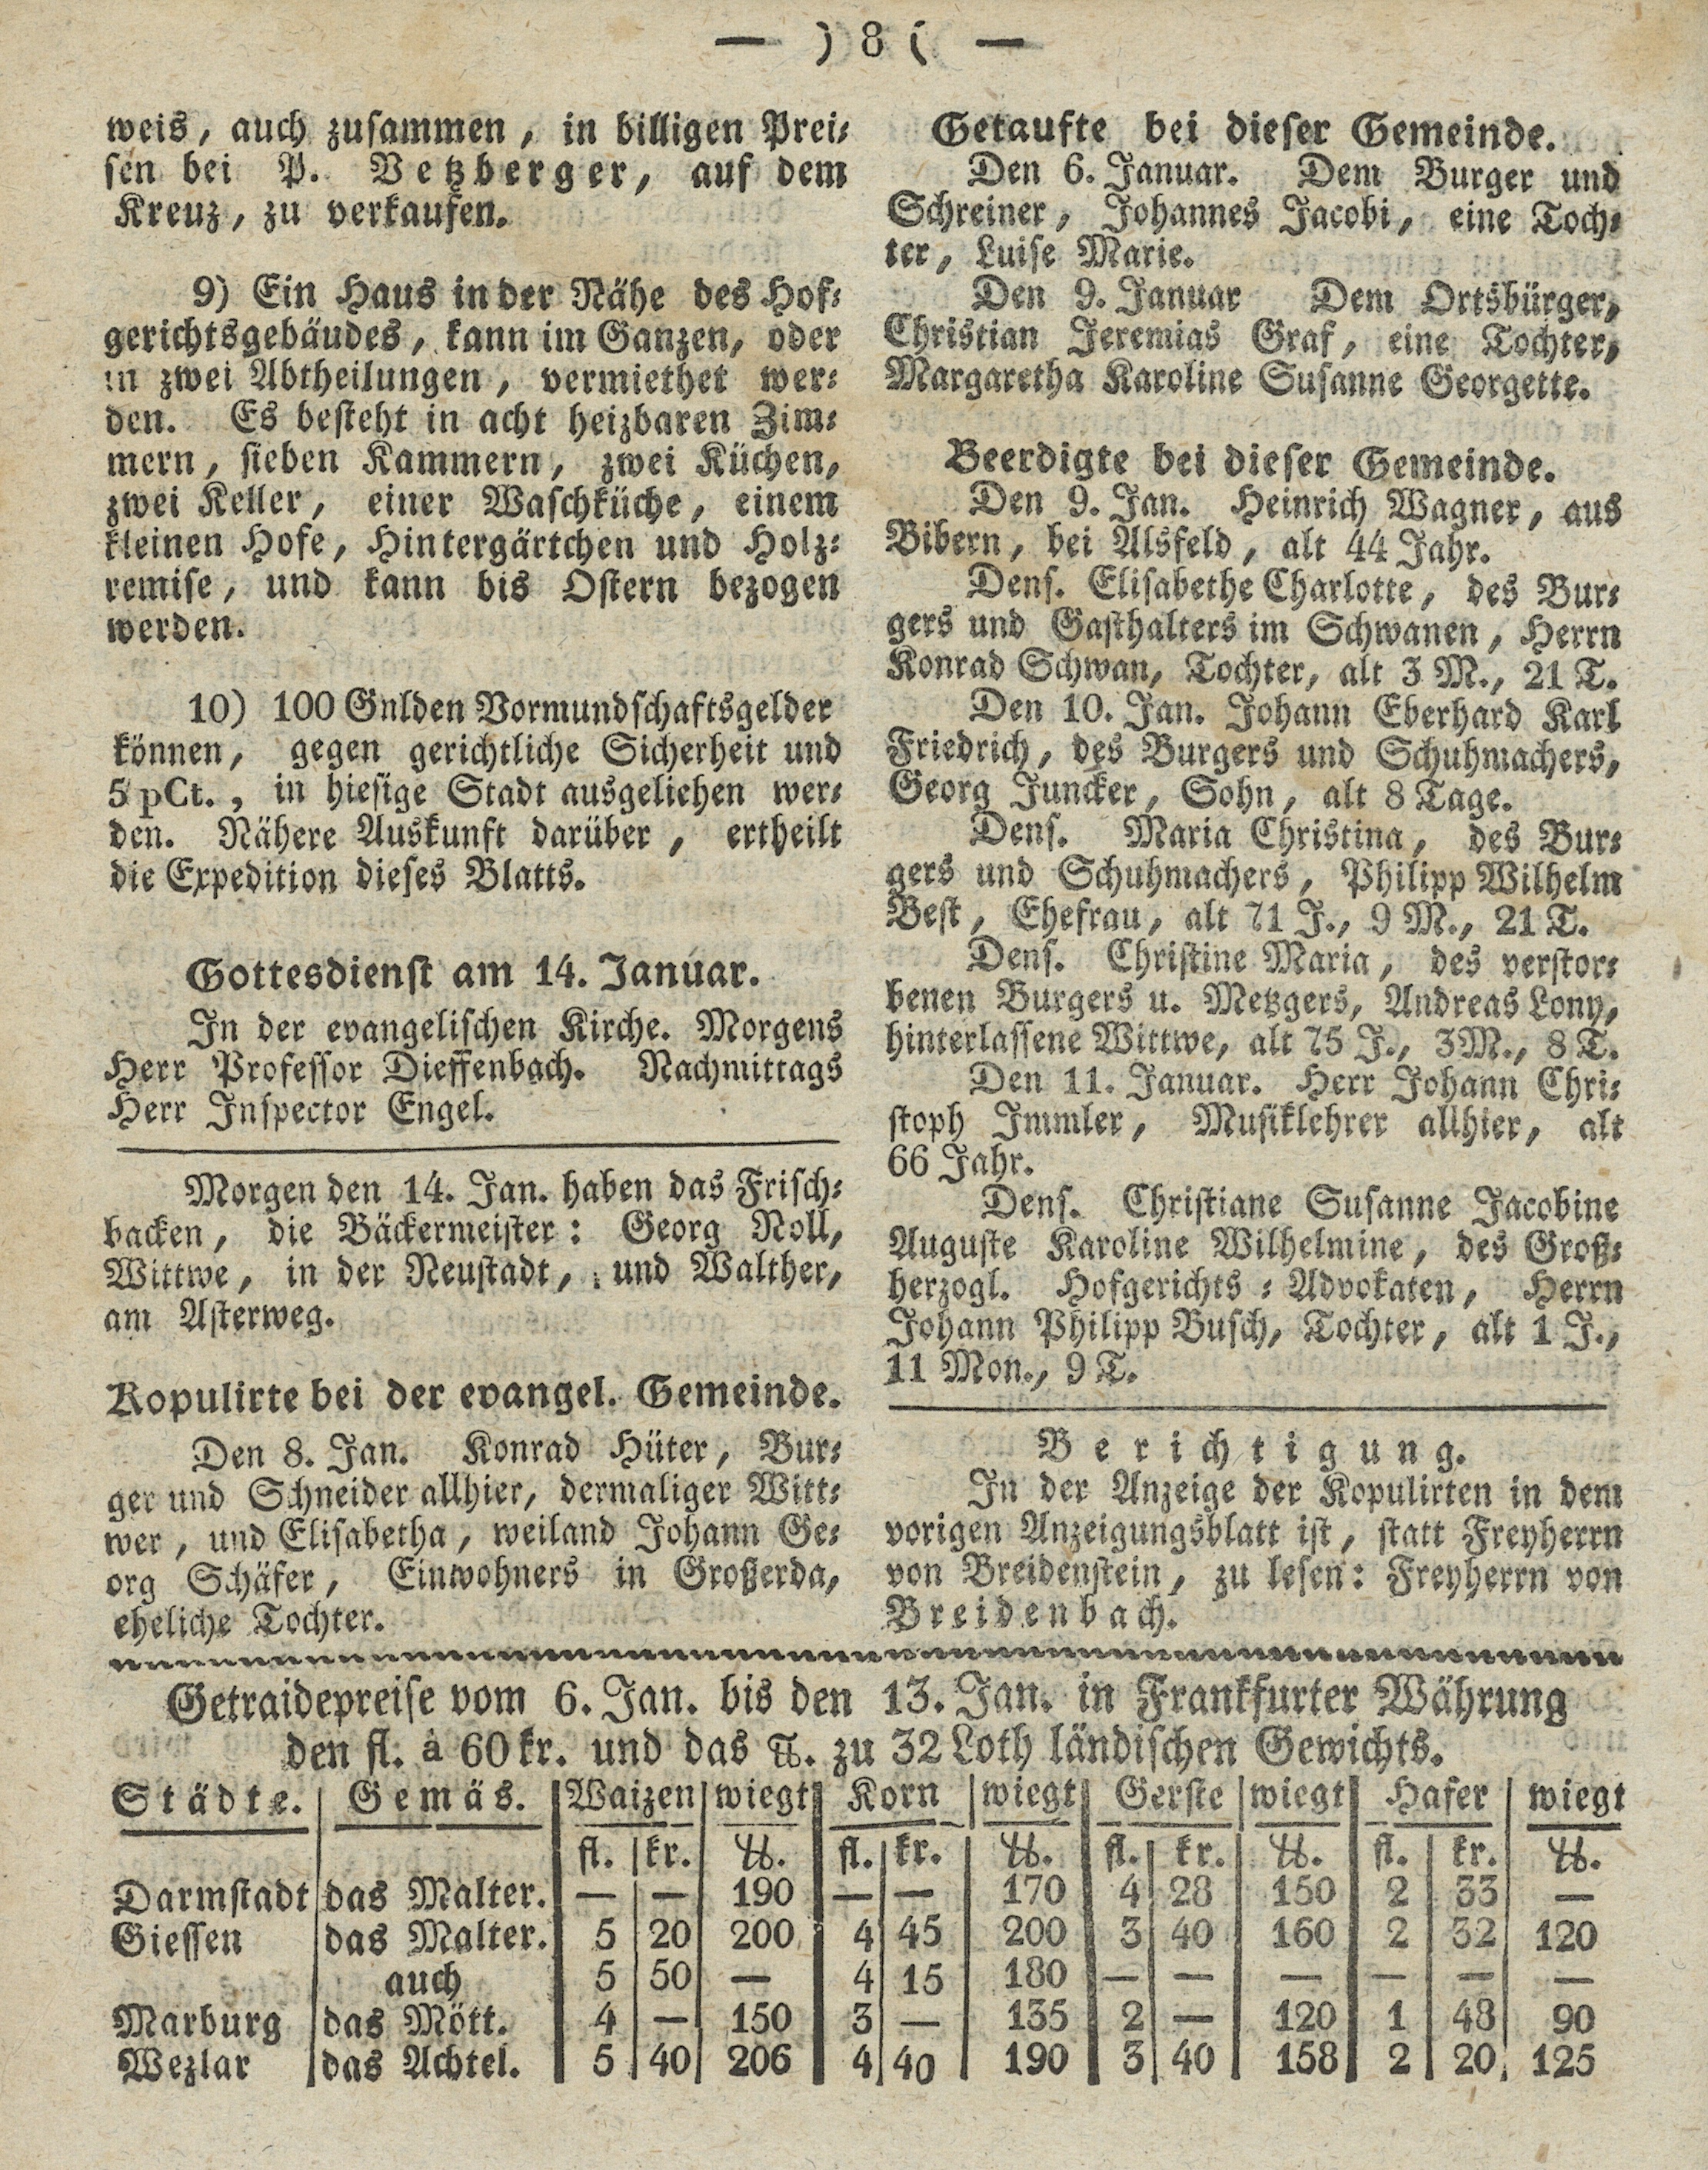 — ) 8 ( —
weis, auch zusammen, in billigen Prei⸗
sen bei P. Vetzberger, auf dem
Kreuz, zu verkaufen.
9) Ein Haus in der Nähe des Hof⸗
gerichtsgebäudes, kann im Ganzen, oder
in zwei Abtheilungen, vermiethet wer⸗
den. Es besteht in acht heizbaren Zim⸗
mern, sieben Kammern, zwei Küchen,
zwei Keller, einer Waschküche, einem
kleinen Hofe, Hintergärtchen und Holz⸗
remise, und kann bis Ostern bezogen
werden.
10) 100 Gnlden Vormundschaftsgelder
können, gegen gerichtliche Sicherheit und
5 pCt., in hiesige Stadt ausgeliehen wer⸗
den. Nähere Auskunft darüber, ertheilt
die Expedition dieses Blatts.
Gottesdienst am 14. Januar.
In der evangelischen Kirche. Morgens
Herr Professor Dieffenbach. Nachmittags
Herr Inspector Engel.
Morgen den 14. Jan. haben das Frisch⸗
backen, die Bäckermeister: Georg Noll,
Wittwe, in der Neustadt, und Walther,
am Asterweg.
Kopulirte bei der evangel. Gemeinde.
Den 8. Jan. Konrad Hüter, Bur⸗
ger und Schneider allhier, dermaliger Witt⸗
wer, und Elisabetha, weiland Johann Ge⸗
org Schäfer, Einwohners in Großerda,
eheliche Tochter.
Getaufte bei dieser Gemeinde.
Den 6. Januar. Dem Burger und
Schreiner, Johannes Jacobi, eine Toch⸗
ter, Luise Marie.
Den 9. Januar Dem Ortsbürger,
Christian Jeremias Graf, eine Tochter,
Margaretha Karoline Susanne Georgette.
Beerdigte bei dieser Gemeinde.
Den 9. Jan. Heinrich Wagner, aus
Bibern, bei Alsfeld, alt 44 Jahr.
Dens. Elisabethe Charlotte, des Bur⸗
gers und Gasthalters im Schwanen, Herrn
Konrad Schwan, Tochter, alt 3 M., 21 T.
Den 10. Jan. Johann Eberhard Karl
Friedrich, des Burgers und Schuhmachers,
Georg Juncker, Sohn, alt 8 Tage.
Dens. Maria Christina, des Bur⸗
gers und Schuhmachers, Philipp Wilhelm
Best, Ehefrau, alt 71 J., 9 M., 21 T.
Dens. Christine Maria, des verstor⸗
benen Burgers u. Metzgers, Andreas Lony,
hinterlassene Wittwe, alt 75 J., 3 M., 8 T.
Den 11. Januar. Herr Johann Chri⸗
stoph Immler, Musiklehrer allhier, alt
66 Jahr.
Dens. Christiane Susanne Jacobine
Auguste Karoline Wilhelmine, des Groß⸗
herzogl. Hofgerichts⸗Advokaten, Herrn
Johann Philipp Busch, Tochter, alt 1 J.,
11 Mon., 9 T.
Berichtigung.
In der Anzeige der Kopulirten in dem
vorigen Anzeigungsblatt ist, statt Freyherrn
von Breidenstein, zu lesen: Freyherrn von
Breidenbach.
Getraidepreise vom 6. Jan. bis den 13. Jan. in Frankfurter Währung
den fl. à 60 kr. und das ℔. zu 32 Loth ländischen Gewichts.
Städte. Gemäs. Waizen wiegt Korn wiegt Gerste wiegt Hafer wiegt
fl. kr. ℔. fl. kr. ℔. fl. kr. ℔. fl. kr. ℔.
Darmstadt das Malter. — — 190 — — 170 4 28 150 2 33 —
Giessen das Malter. 5 20 200 4 45 200 3 40 160 2 32 120
auch 5 50 — 4 15 180 — — — — — —
Marburg das Mött. 4 — 150 3 — 135 2 — 120 1 48 90
Wezlar das Achtel. 5 40 206 4 40 190 3 40 158 2 20 125